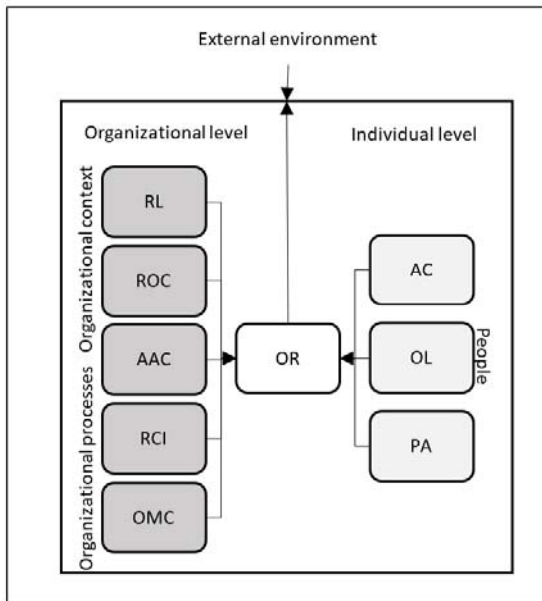 External environment
Organizational level
Individual level
Organizational context
Organizational processes
RL
ROC
AAC
RCI
OMC
OR
AC
OL
PA
People